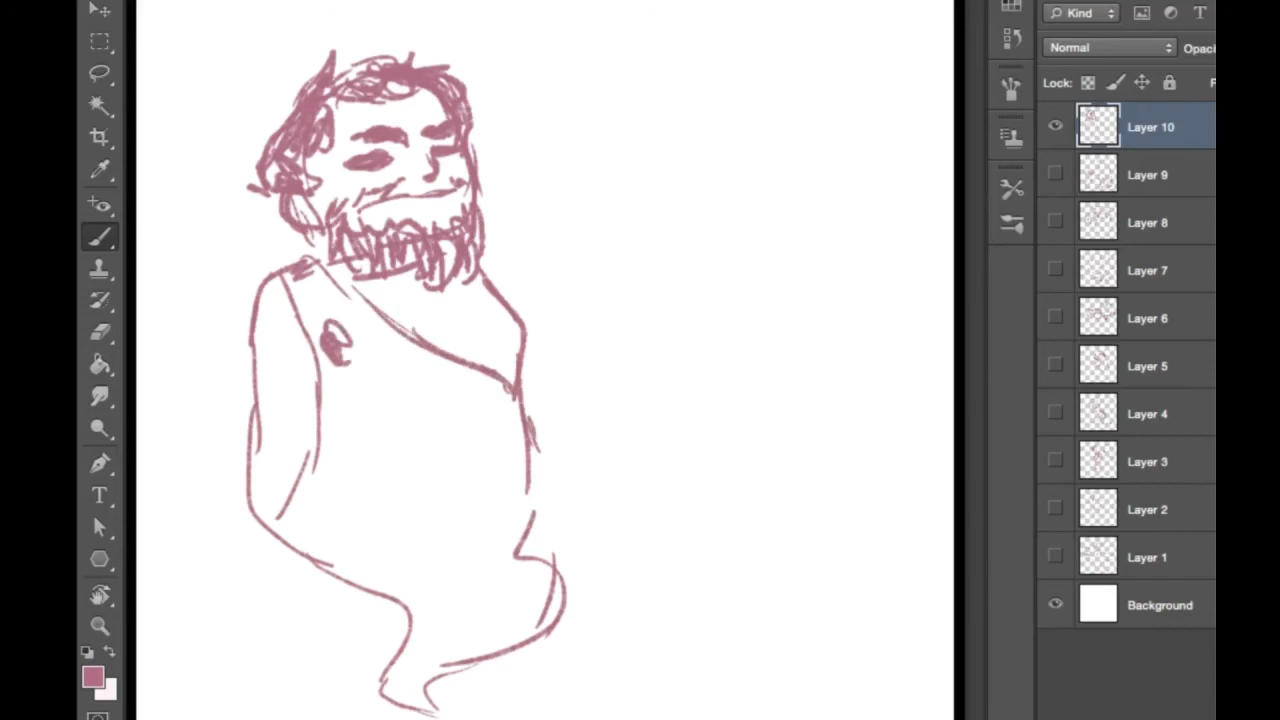 Kind
T
Normal
Opaci
Lock:
F
Layer 10
Layer 9
Layer 8
Layer 7
Layer 6
Layer 5
Layer 4
Layer 3
Layer 2
Layer 1
Background
T